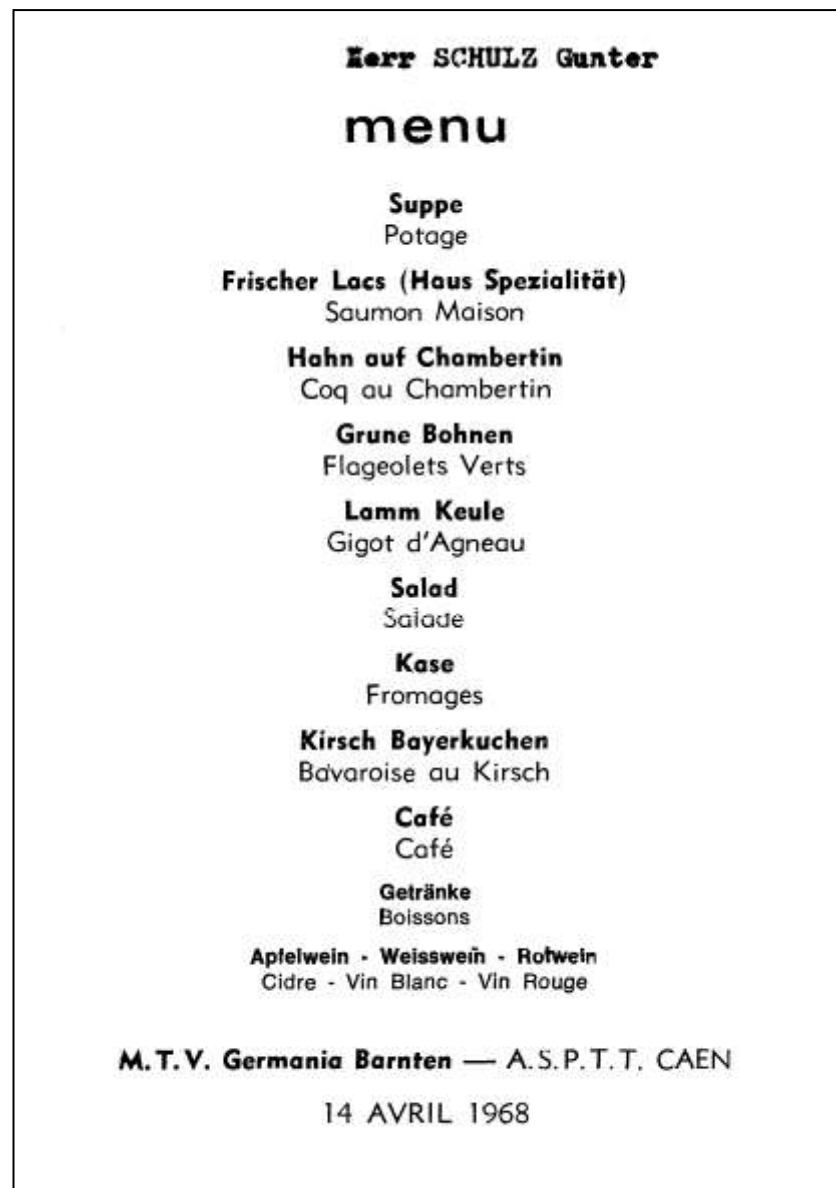 Herr SCHULZ Gunter
menu
Suppe
Potage
Frischer Lacs (Haus Spezialität)
Saumon Maison
Hahn auf Chambertin
Coq au Chambertin
Grune Bohnen
Flageolets Verts
Lamm Keule
Gigot d'Agneau
Salad
Salade
Kase
Fromages
Kirsch Bayerkuchen
Bavaroise au Kirsch
Café
Café
Getränke
Boissons
Apfelwein - Weisswein - Rotwein
Cidre - Vin Blanc - Vin Rouge
M.T.V. Germania Barnten — A.S.P.T.T. CAEN
14 AVRIL 1968